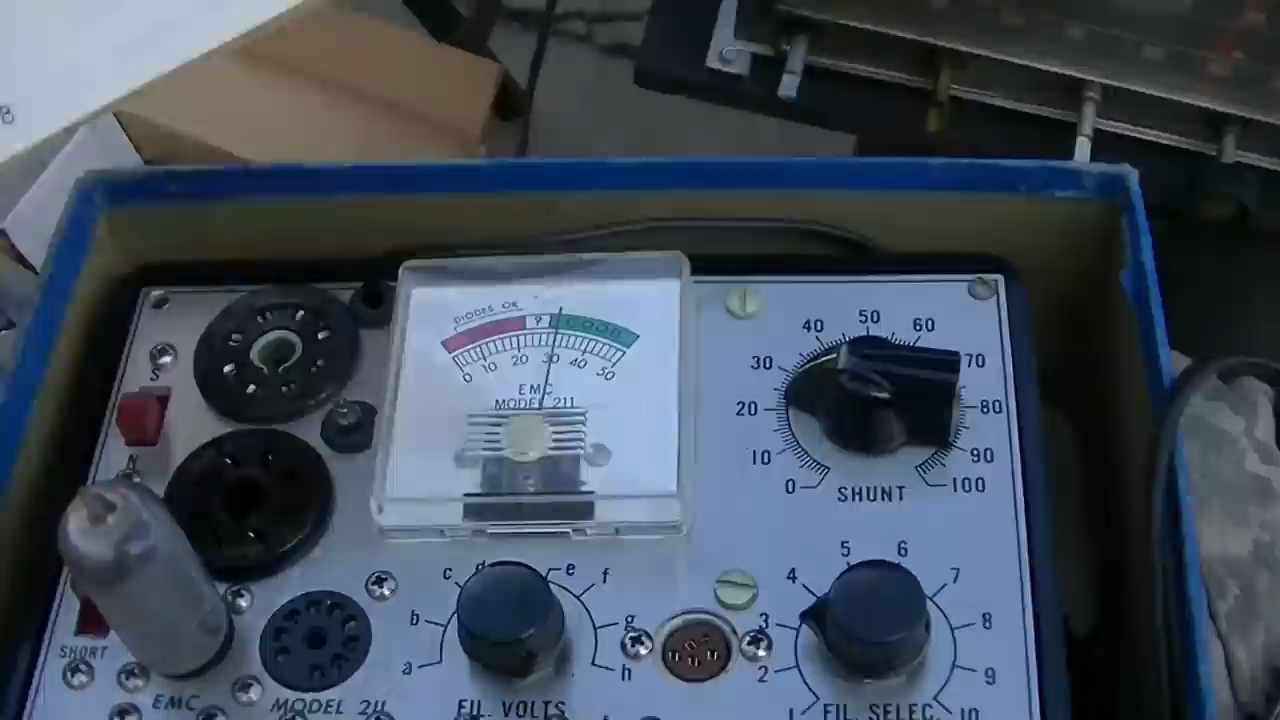 B
DIODES OK
? GOOD
0 10 20 30 40 50
EMC
MODEL 211
S
0 10 20 30 40 50 60 70 80 90 100
SHUNT
a b c d e f g h
FIL. VOLTS
1 2 3 4 5 6 7 8 9 10
FIL. SELEC.
SHORT
EMC MODEL 211